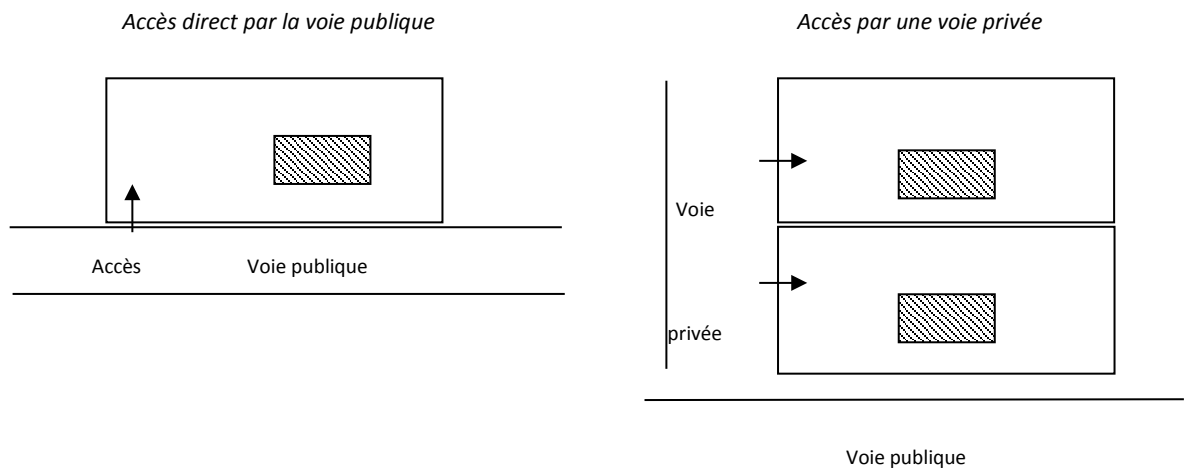 Accès direct par la voie publique
Accès Voie publique
Accès par une voie privée
Voie
privée
Voie publique